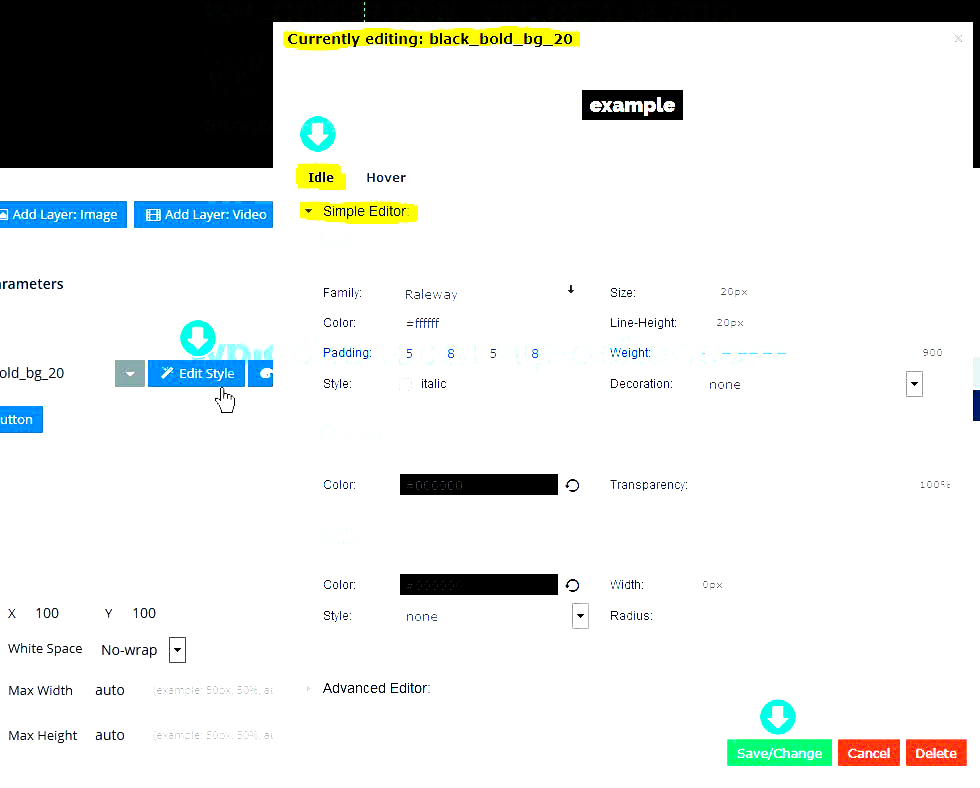 Currently editing: black_bold_bg_20
example
Idle Hover
Add Layer: Image Add Layer: Video
Simple Editor:
arameters
Family: Raleway Size: 20px
Color: #ffffff Line-Height: 20px
Padding: 5 8 5 8 Weight: 900
old_bg_20 Edit Style
Style: italic Decoration: none
utton
Color: #000000 Transparency: 100%
Color: #000000 Width: 0px
X 100 Y 100
Style: none Radius:
White Space No-wrap
Max Width auto (example: 50px, 50%, au
Advanced Editor:
Max Height auto (example: 50px, 50%, au
Save/Change Cancel Delete